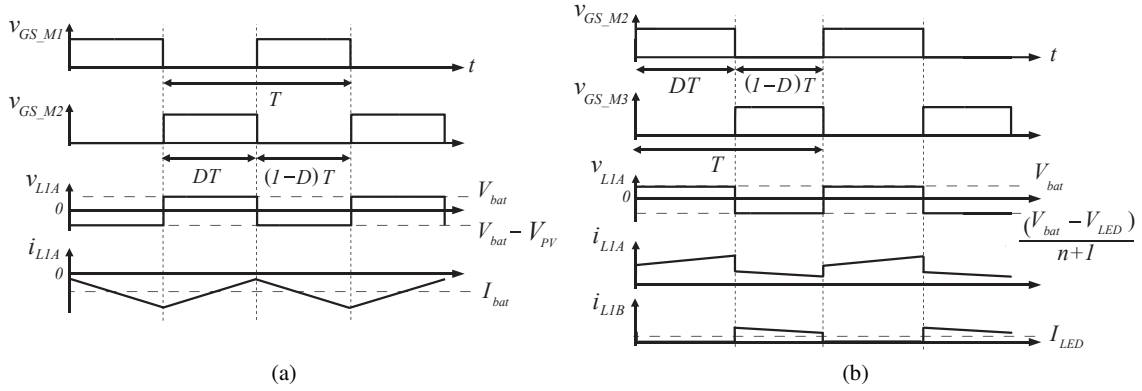 (a)
v_GS_M1
t
T
v_GS_M2
DT
(1-D)T
v_L1A
0
V_bat
V_bat - V_PV
i_L1A
0
I_bat
(b)
v_GS_M2
t
DT
(1-D)T
v_GS_M3
T
v_L1A
0
V_bat
(V_bat - V_LED)
n+1
i_L1A
i_L1B
I_LED
(a)
(b)